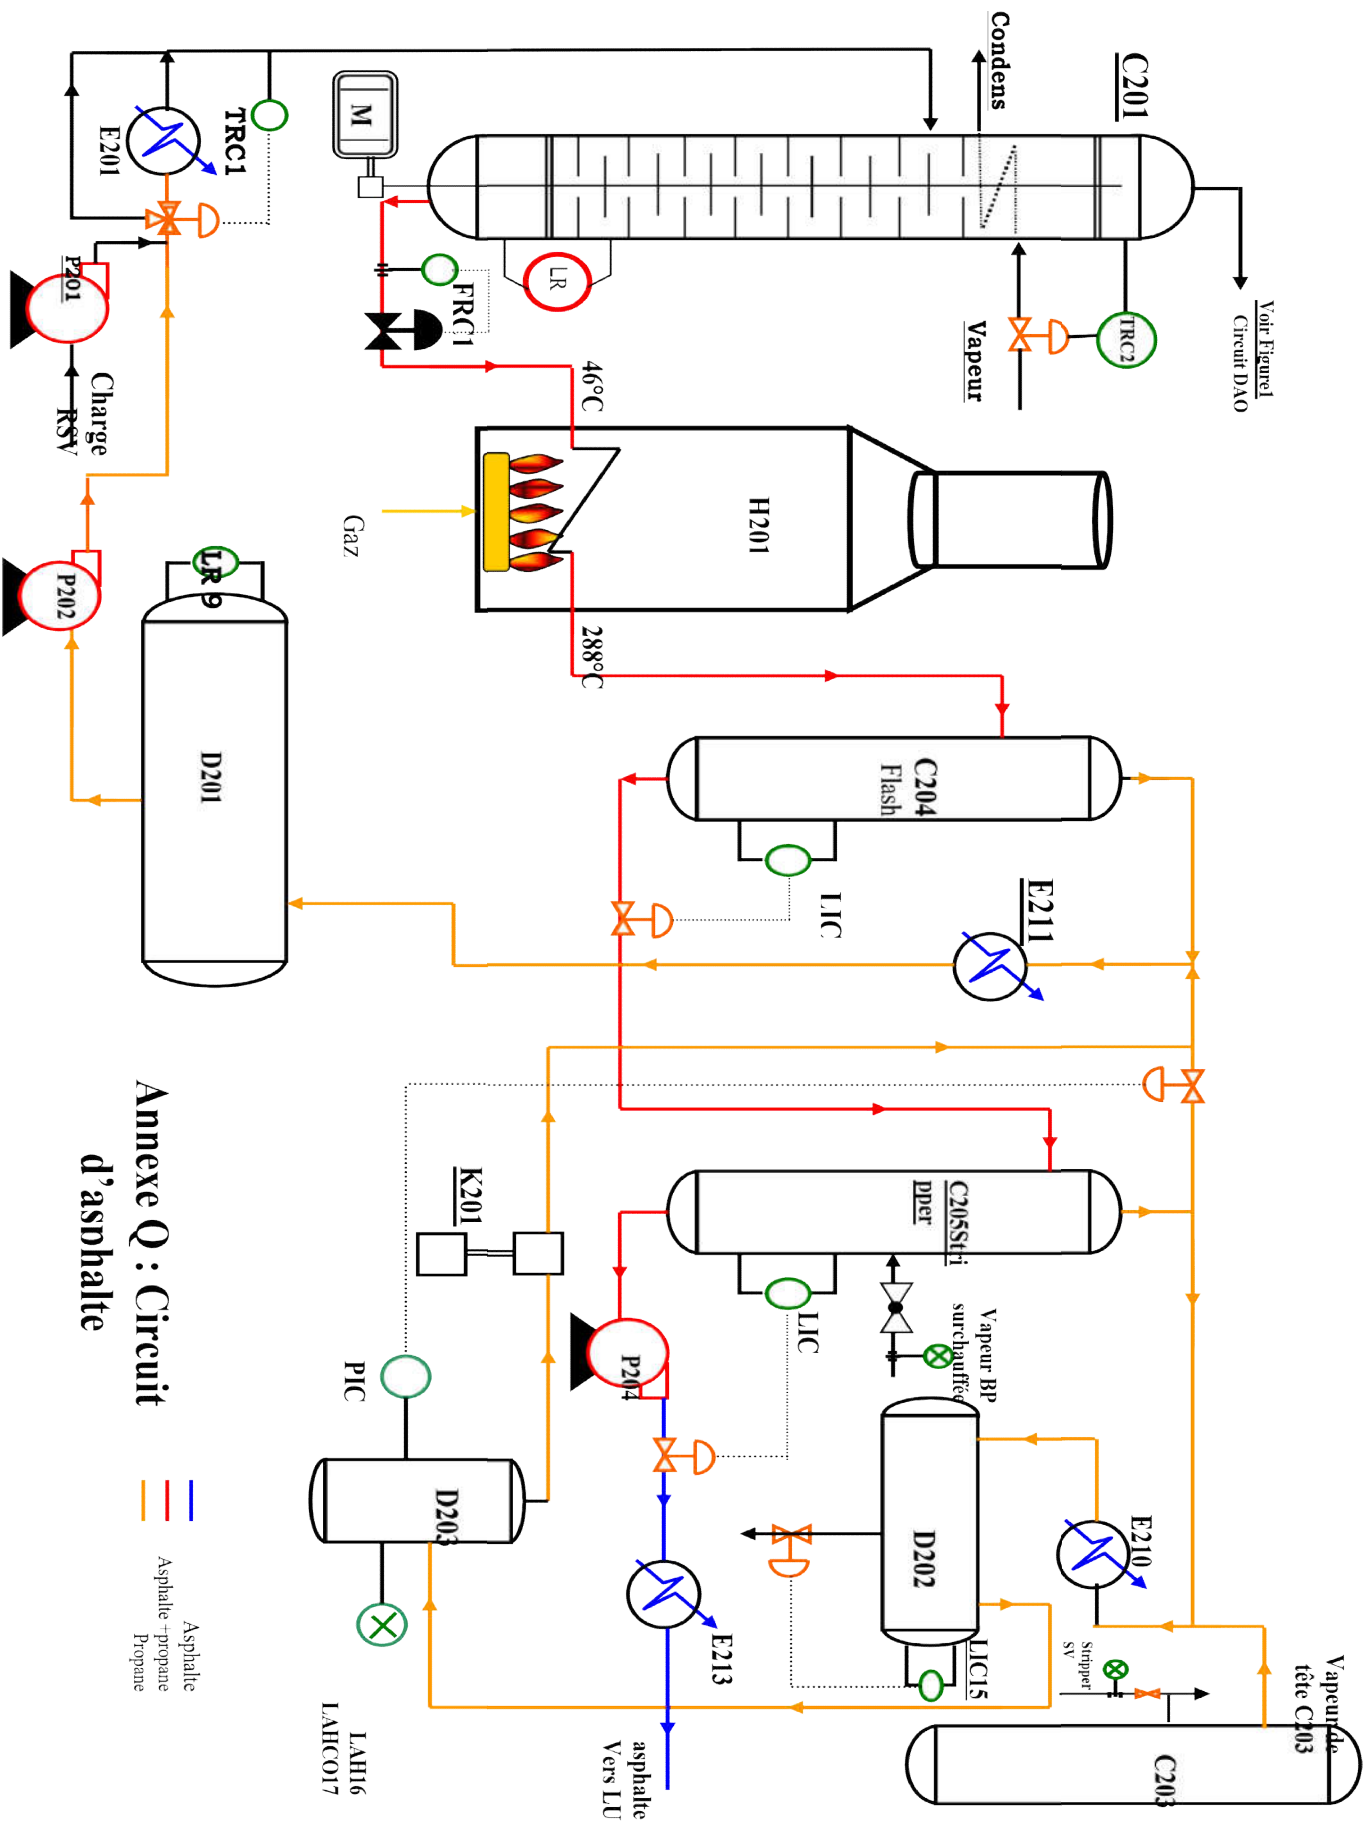 C201
Condens
Voir Figure1
Circuit DAO
TRC2
Vapeur
TRC1
E201
M
LR
FRC1
P201
Charge
RSV
46°C
H201
Gaz
288°C
P202
LR 9
D201
C204
Flash
LIC
E211
C205Stri
pper
LIC
Vapeur BP
surchauffée
K201
PIC
P204
D203
D202
E210
LIC15
E213
Stripper
SV
Vapeur de
tête C203
C203
LAH16
LAHCO17
asphalte
Vers LU
Annexe Q : Circuit
d'asphalte
Asphalte
Asphalte +propane
Propane